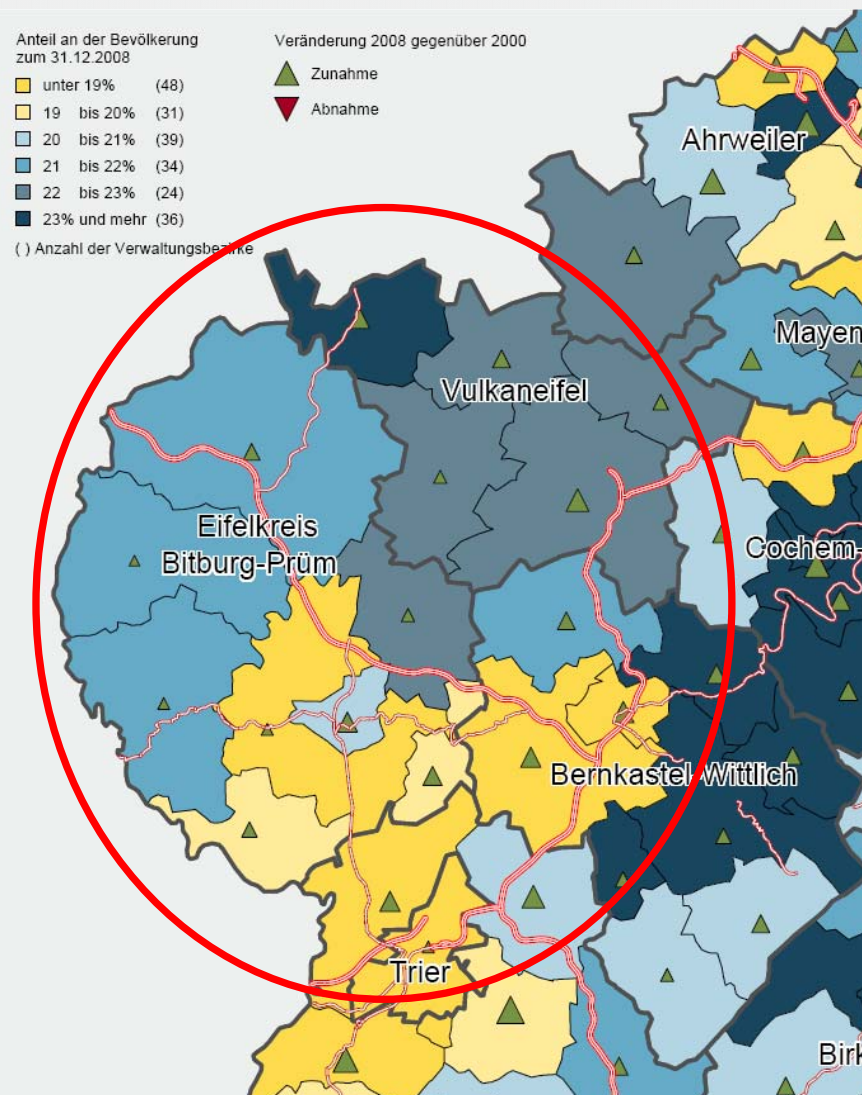 Anteil an der Bevölkerung
zum 31.12.2008
unter 19% (48)
19 bis 20% (31)
20 bis 21% (39)
21 bis 22% (34)
22 bis 23% (24)
23% und mehr (36)
( ) Anzahl der Verwaltungsbezirke
Veränderung 2008 gegenüber 2000
Zunahme
Abnahme
Ahrweiler
Mayen
Vulkaneifel
Eifelkreis
Bitburg-Prüm
Cochem-
Bernkastel-Wittlich
Trier
Birk